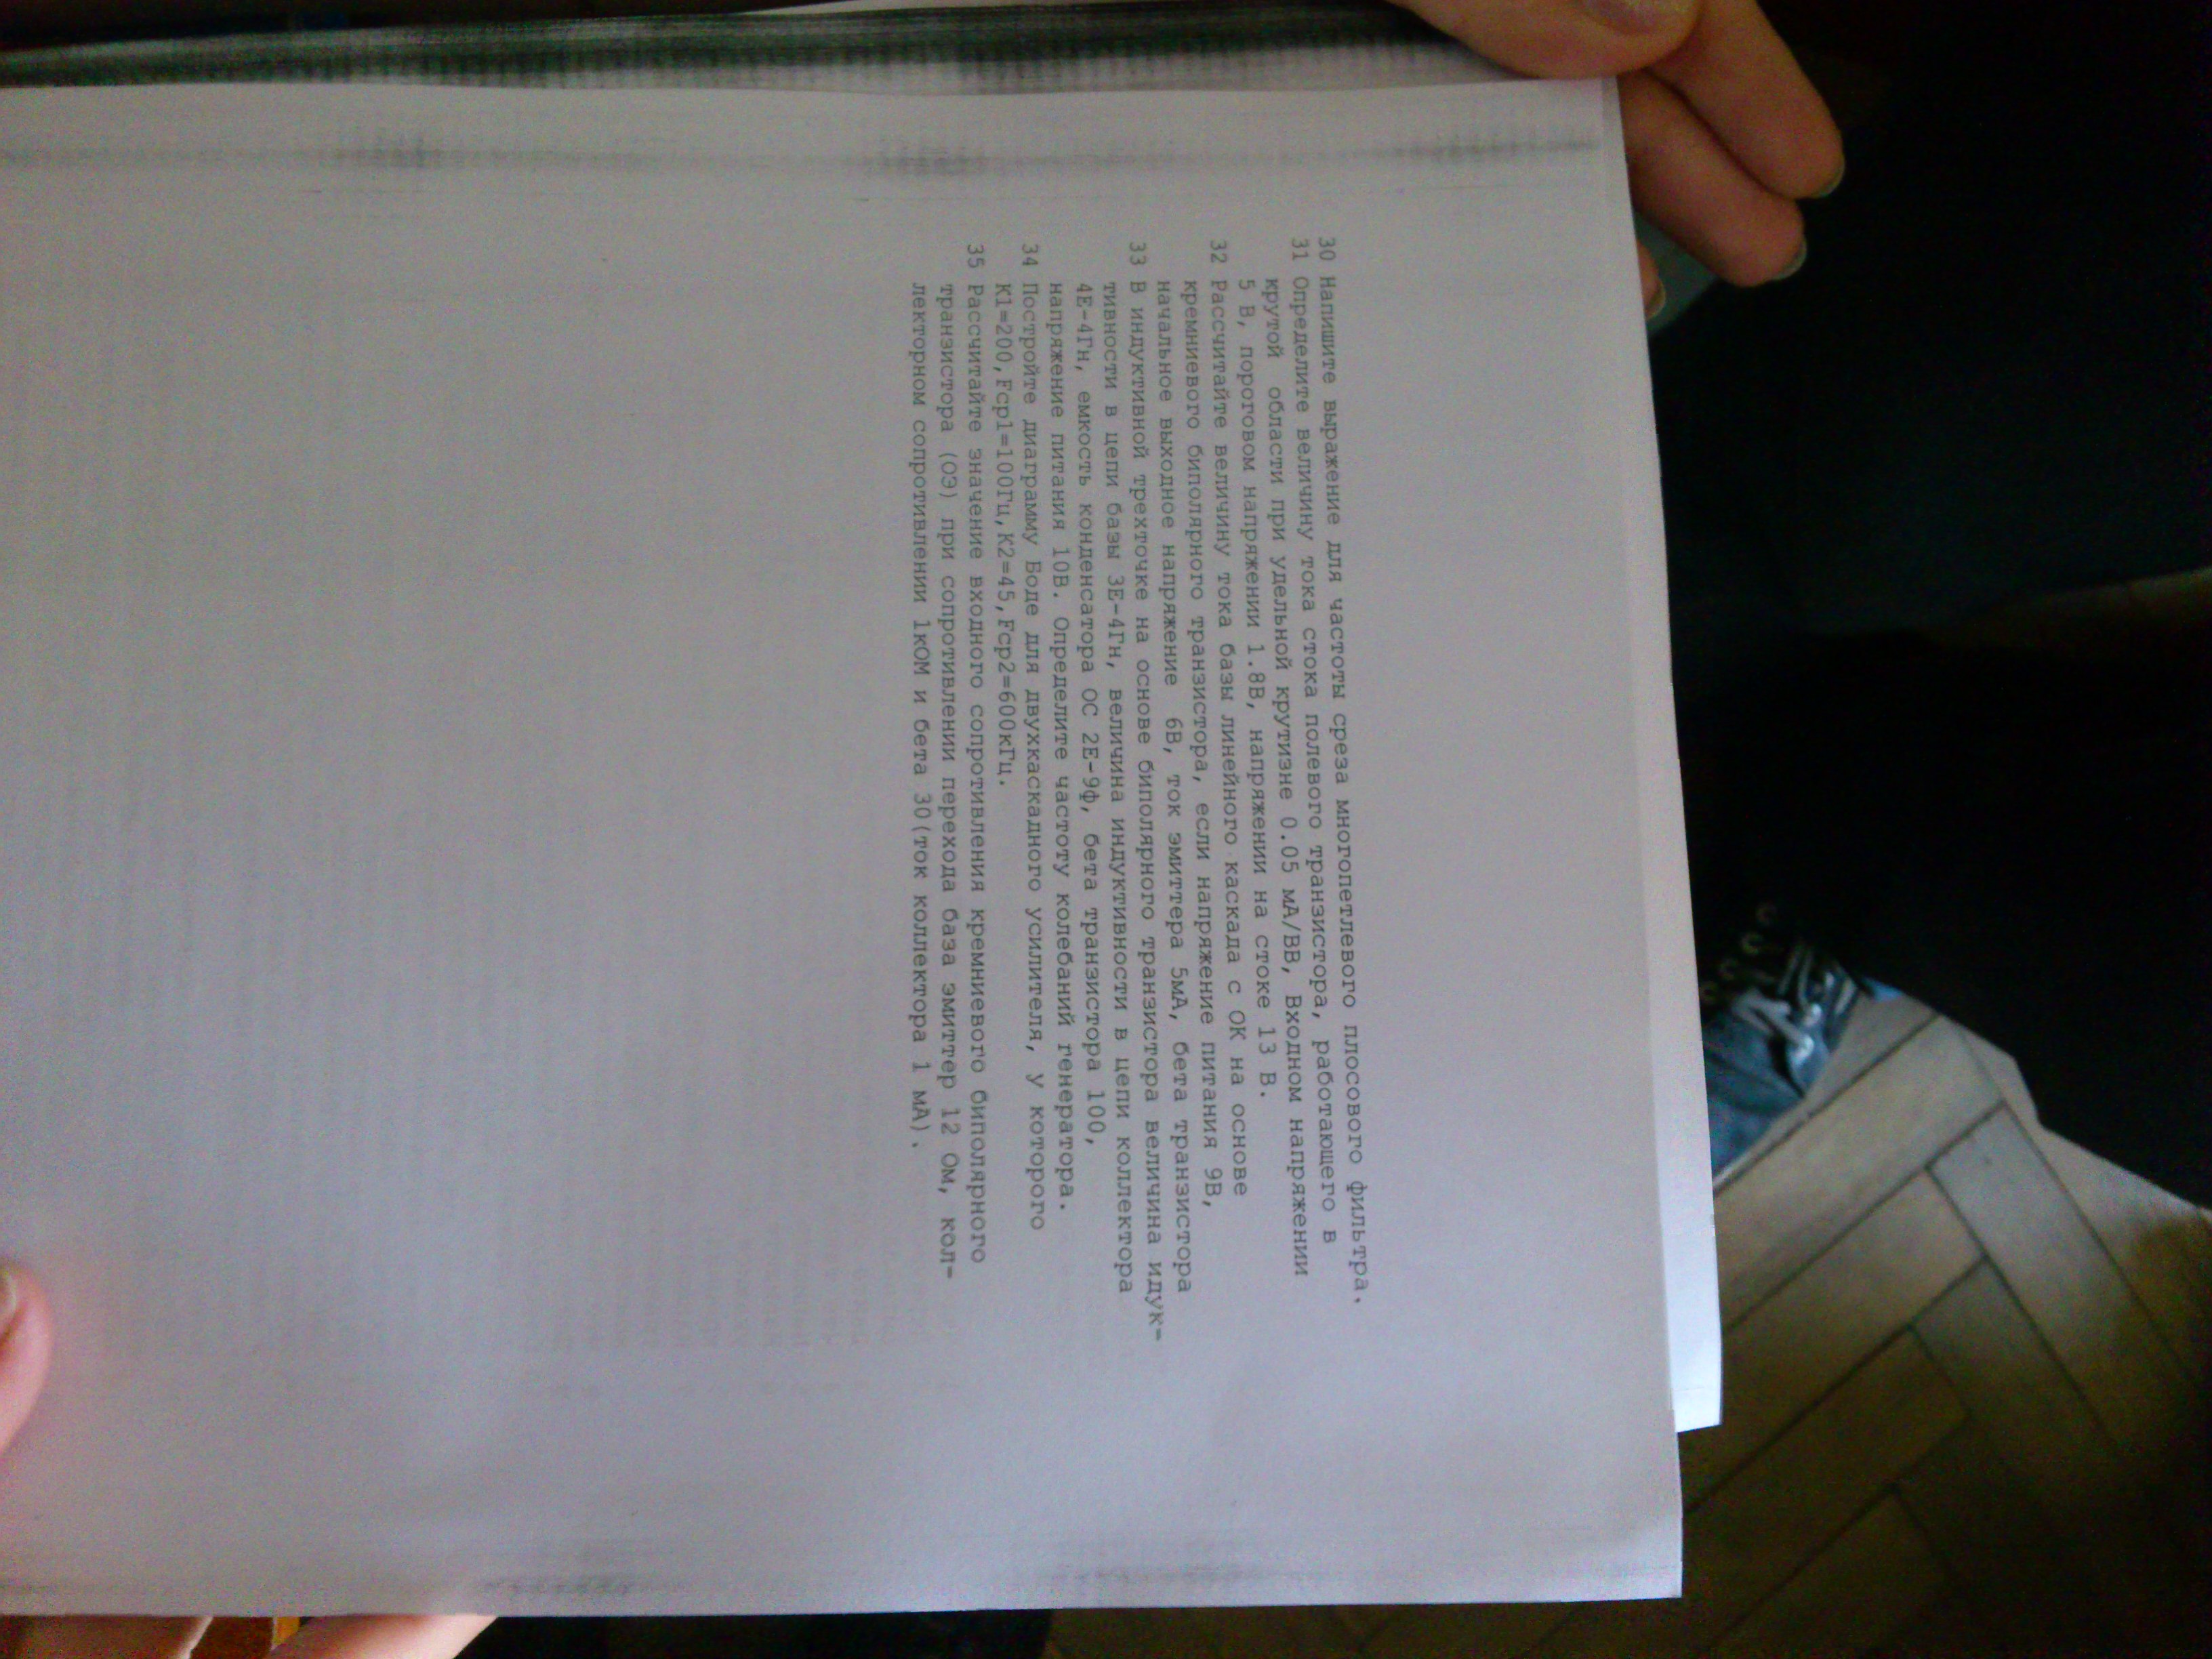 30 Напишите выражение для частоты среза многопетлевого плосового фильтра.
31 Определите величину тока стока полевого транзистора, работающего в
крутой области при удельной крутизне 0.05 мА/ВВ, Входном напряжении
5 В, пороговом напряжении 1.8В, напряжении на стоке 13 В.
32 Рассчитайте величину тока базы линейного каскада с ОК на основе
кремниевого биполярного транзистора, если напряжение питания 9В,
начальное выходное напряжение 6В, ток эмиттера 5мА, бета транзистора
33 В индуктивной трехточке на основе биполярного транзистора величина идук-
тивности в цепи базы 3Е-4Гн, величина индуктивности в цепи коллектора
4Е-4Гн, емкость конденсатора ОС 2Е-9Ф, бета транзистора 100,
напряжение питания 10В. Определите частоту колебаний генератора.
34 Постройте диаграмму Боде для двухкаскадного усилителя, у которого
К1=200,Fср1=100Гц,К2=45,Fср2=600кГц.
35 Рассчитайте значение входного сопротивления кремниевого биполярного
транзистора (ОЭ) при сопротивлении перехода база эмиттер 12 Ом, кол-
лекторном сопротивлении 1кОМ и бета 30(ток коллектора 1 мА).